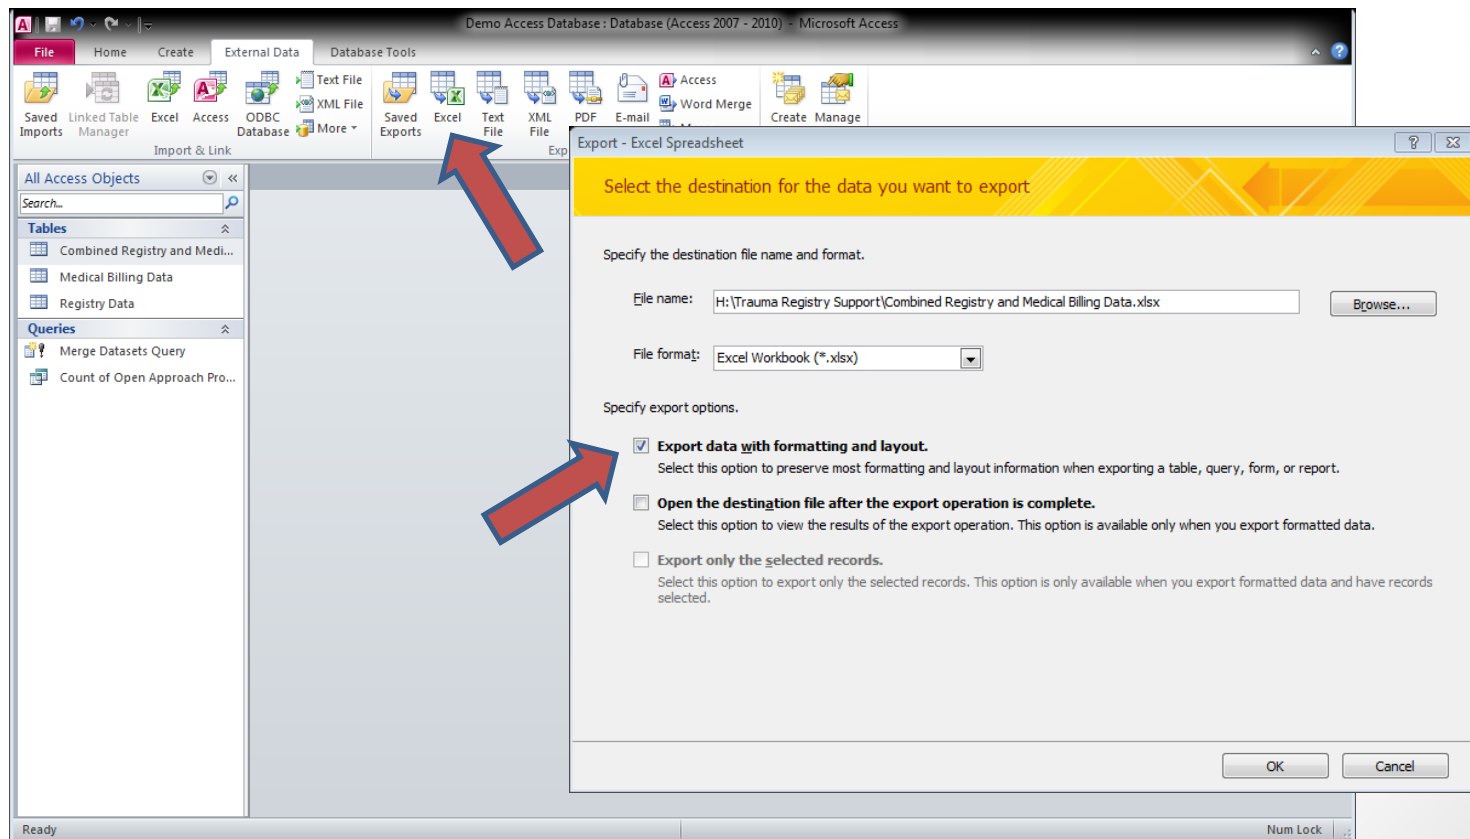 Demo Access Database : Database (Access 2007 - 2010) - Microsoft Access
File Home Create External Data Database Tools
Saved Imports
Linked Table Manager
Excel
Access
ODBC Database
Text File
XML File
More
Import & Link
Saved Exports
Excel
Text File
XML File
PDF
E-mail
Access
Word Merge
Create Manage
Exp
All Access Objects
Search...
Tables
Combined Registry and Medi...
Medical Billing Data
Registry Data
Queries
Merge Datasets Query
Count of Open Approach Pro...
Export - Excel Spreadsheet
Select the destination for the data you want to export
Specify the destination file name and format.
File name: H:\Trauma Registry Support\Combined Registry and Medical Billing Data.xlsx Browse...
File format: Excel Workbook (*.xlsx)
Specify export options.
Export data with formatting and layout.
Select this option to preserve most formatting and layout information when exporting a table, query, form, or report.
Open the destination file after the export operation is complete.
Select this option to view the results of the export operation. This option is available only when you export formatted data.
Export only the selected records.
Select this option to export only the selected records. This option is only available when you export formatted data and have records
selected.
OK Cancel
Ready Num Lock